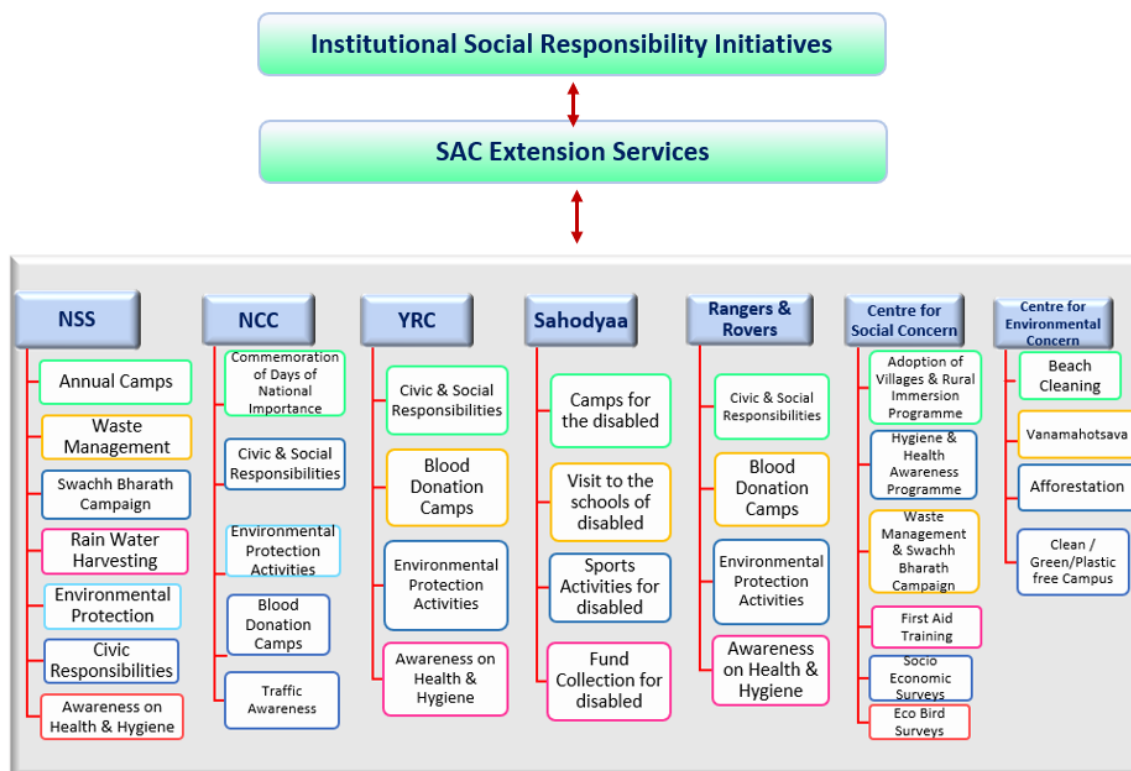 Institutional Social Responsibility Initiatives
SAC Extension Services
NSS
Annual Camps
Waste
Management
Swachh Bharath
Campaign
Rain Water
Harvesting
Environmental
Protection
Civic
Responsibilities
Awareness on
Health & Hygiene
NCC
Commemoration
of Days of
National
Importance
Civic & Social
Responsibilities
Environmental
Protection
Activities
Blood
Donation
Camps
Traffic
Awareness
YRC
Civic & Social
Responsibilities
Blood
Donation
Camps
Environmental
Protection
Activities
Awareness on
Health &
Hygiene
Sahodyaa
Camps for
the disabled
Visit to the
schools of
disabled
Sports
Activities for
disabled
Fund
Collection for
disabled
Rangers &
Rovers
Civic & Social
Responsibilities
Blood
Donation
Camps
Environmental
Protection
Activities
Awareness
on Health &
Hygiene
Centre for
Social Concern
Adoption of
Villages & Rural
Immersion
Programme
Hygiene &
Health
Awareness
Programme
Waste
Management
& Swachh
Bharath
Campaign
First Aid
Training
Socio
Economic
Surveys
Eco Bird
Surveys
Centre for
Environmental
Concern
Beach
Cleaning
Vanamahotsava
Afforestation
Clean /
Green/Plastic
free Campus